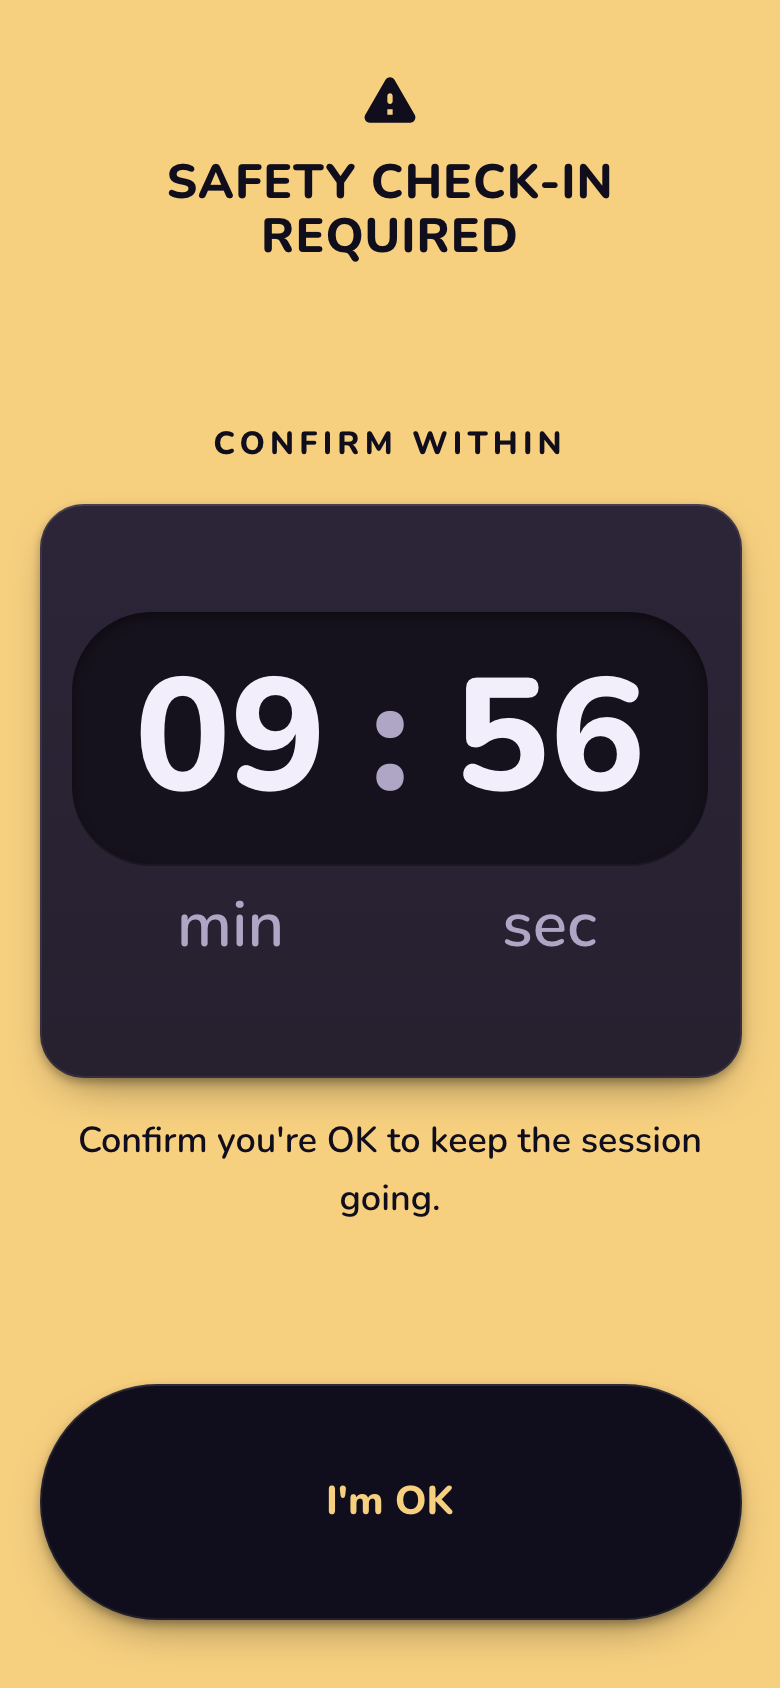 SAFETY CHECK-IN
REQUIRED
CONFIRM WITHIN
09 : 56
min sec
Confirm you're OK to keep the session
going.
I'm OK